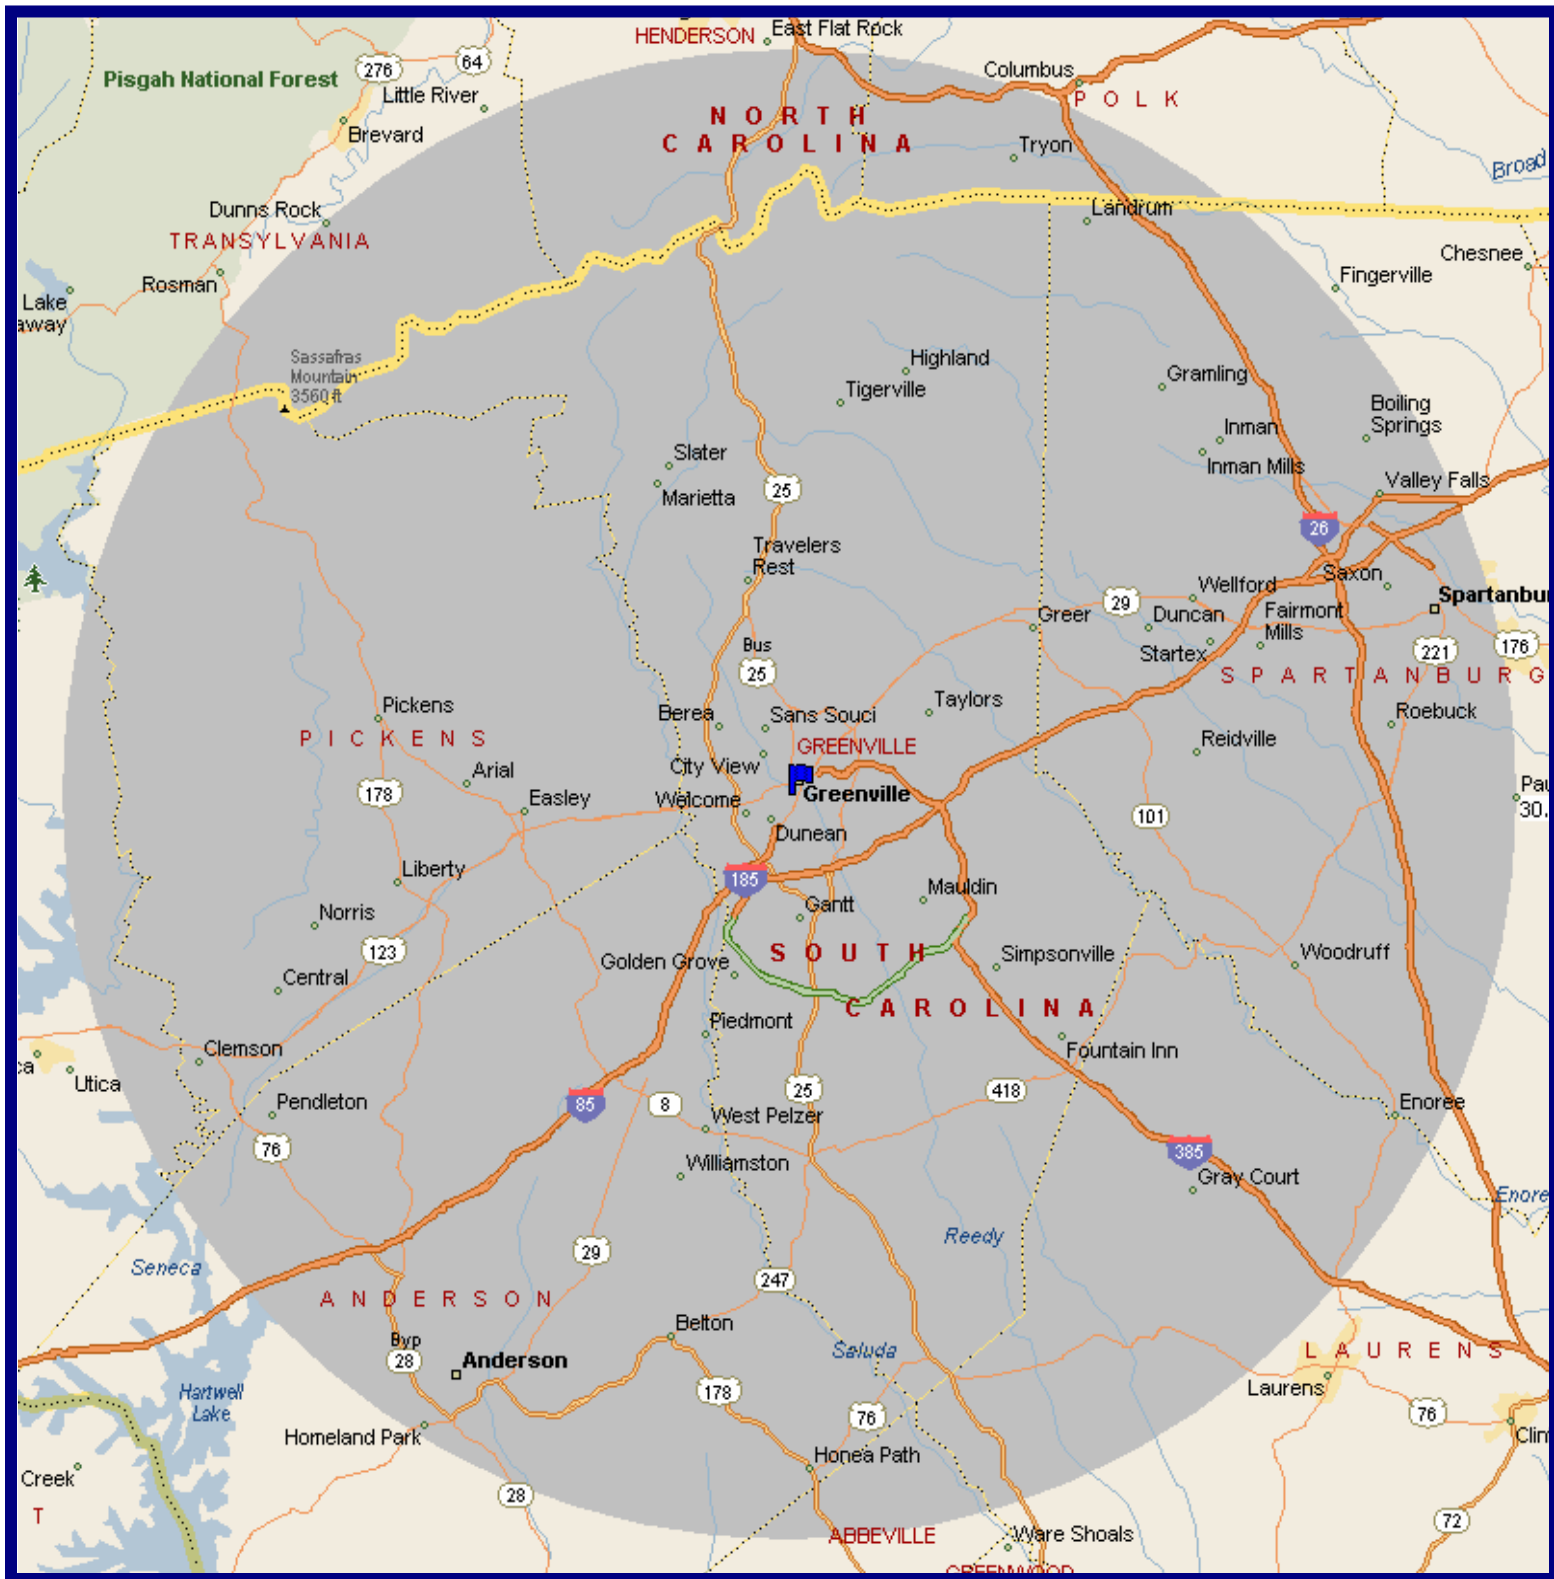 East Flat Rock
HENDERSON
64
276
Pisgah National Forest
Little River
Columbus
POLK
Brevard
NORTH
CAROLINA
Tryon
Broad
Dunns Rock
TRANSYLVANIA
Landrum
Chesnee
Rosman
Fingerville
Lake
away
Sassafras
Mountain
3560 ft
Highland
Tigerville
Gramling
Boiling
Springs
Inman
Inman Mills
Slater
Marietta
25
Valley Falls
26
Travelers
Rest
Saxon
Wellford
Spartanbur
29
Greer
Duncan
Fairmont
Mills
Startex
221
176
Bus
25
SPARTANBURG
Pickens
PICKENS
Berea
Sans Souci
Taylors
Roebuck
GREENVILLE
Reidville
City View
Arial
178
Easley
Welcome
Greenville
Pau
30.
101
Dunean
Liberty
185
Mauldin
Gantt
Norris
123
SOUTH
Golden Grove
Simpsonville
Woodruff
Central
CAROLINA
Piedmont
Clemson
Fountain Inn
ca
Utica
25
418
85
8
Pendleton
West Pelzer
Enoree
76
385
Williamston
Gray Court
Enore
Reedy
29
Seneca
247
ANDERSON
Belton
Byp
28
Anderson
Saluda
LAURENS
Hartwell
Lake
178
Laurens
76
76
Clin
Homeland Park
Honea Path
Creek
28
T
72
ABBEVILLE
Ware Shoals
GREENWOOD